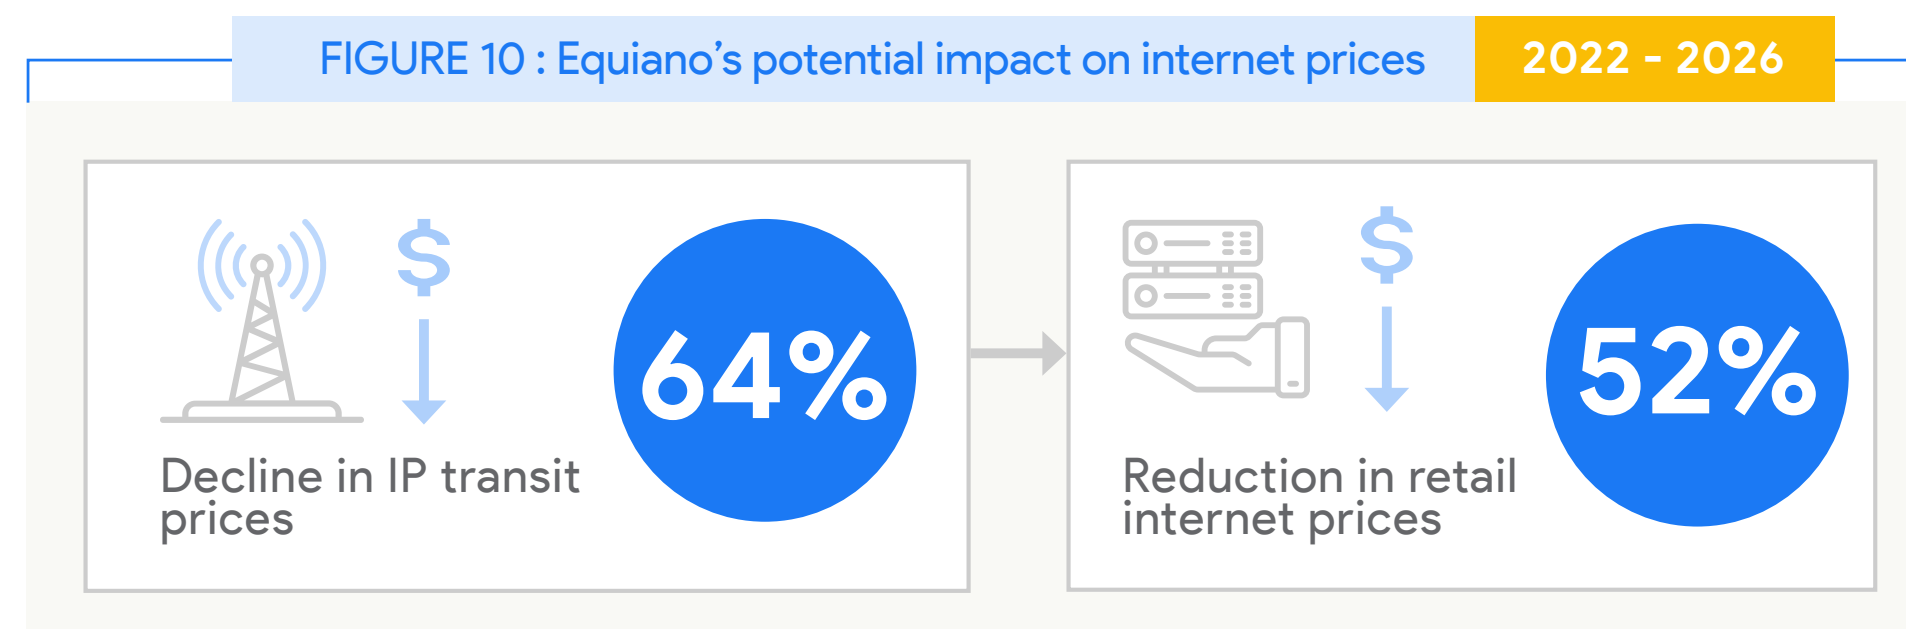 FIGURE 10 : Equiano’s potential impact on internet prices
2022 - 2026
$
64%
Decline in IP transit
prices
$
52%
Reduction in retail
internet prices